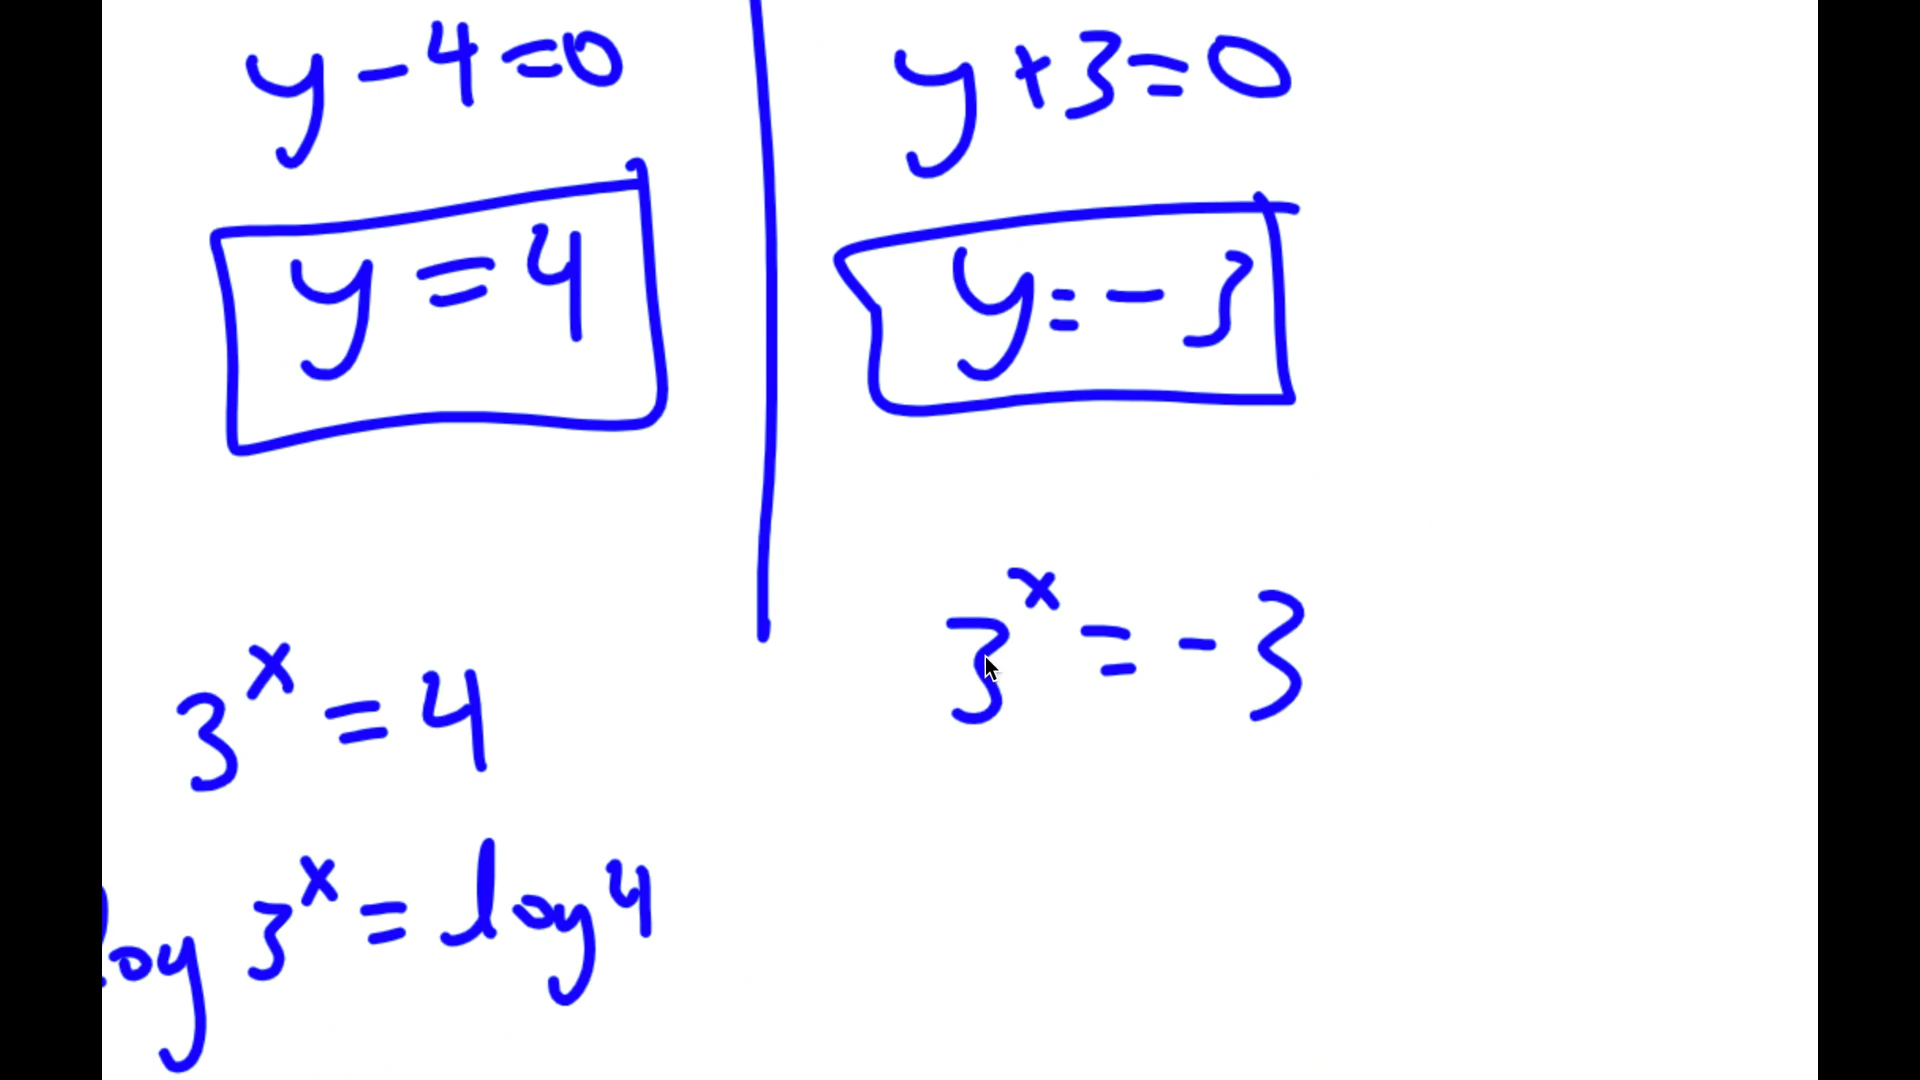 y - 4 = 0
y = 4
3^x = 4
log 3^x = log 4
y + 3 = 0
y = -3
3^x = -3